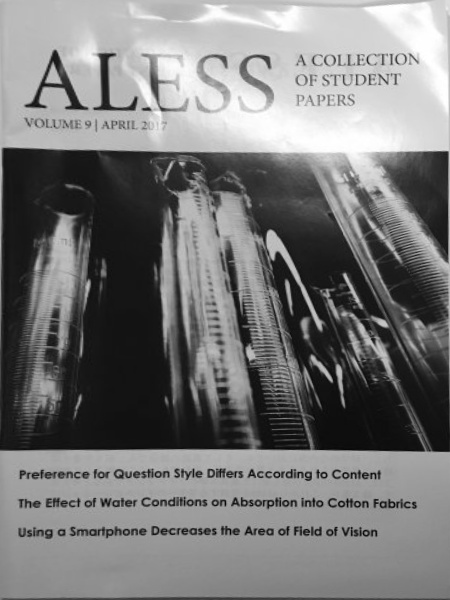 ALESS
A COLLECTION
OF STUDENT
PAPERS
VOLUME 9 | APRIL 2017
Preference for Question Style Differs According to Content
The Effect of Water Conditions on Absorption into Cotton Fabrics
Using a Smartphone Decreases the Area of Field of Vision